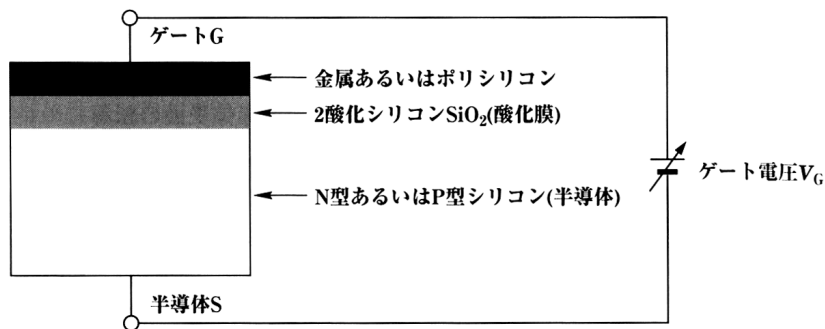 ゲートG
金属あるいはポリシリコン
2酸化シリコンSiO₂(酸化膜)
N型あるいはP型シリコン(半導体)
ゲート電圧V_G
半導体S